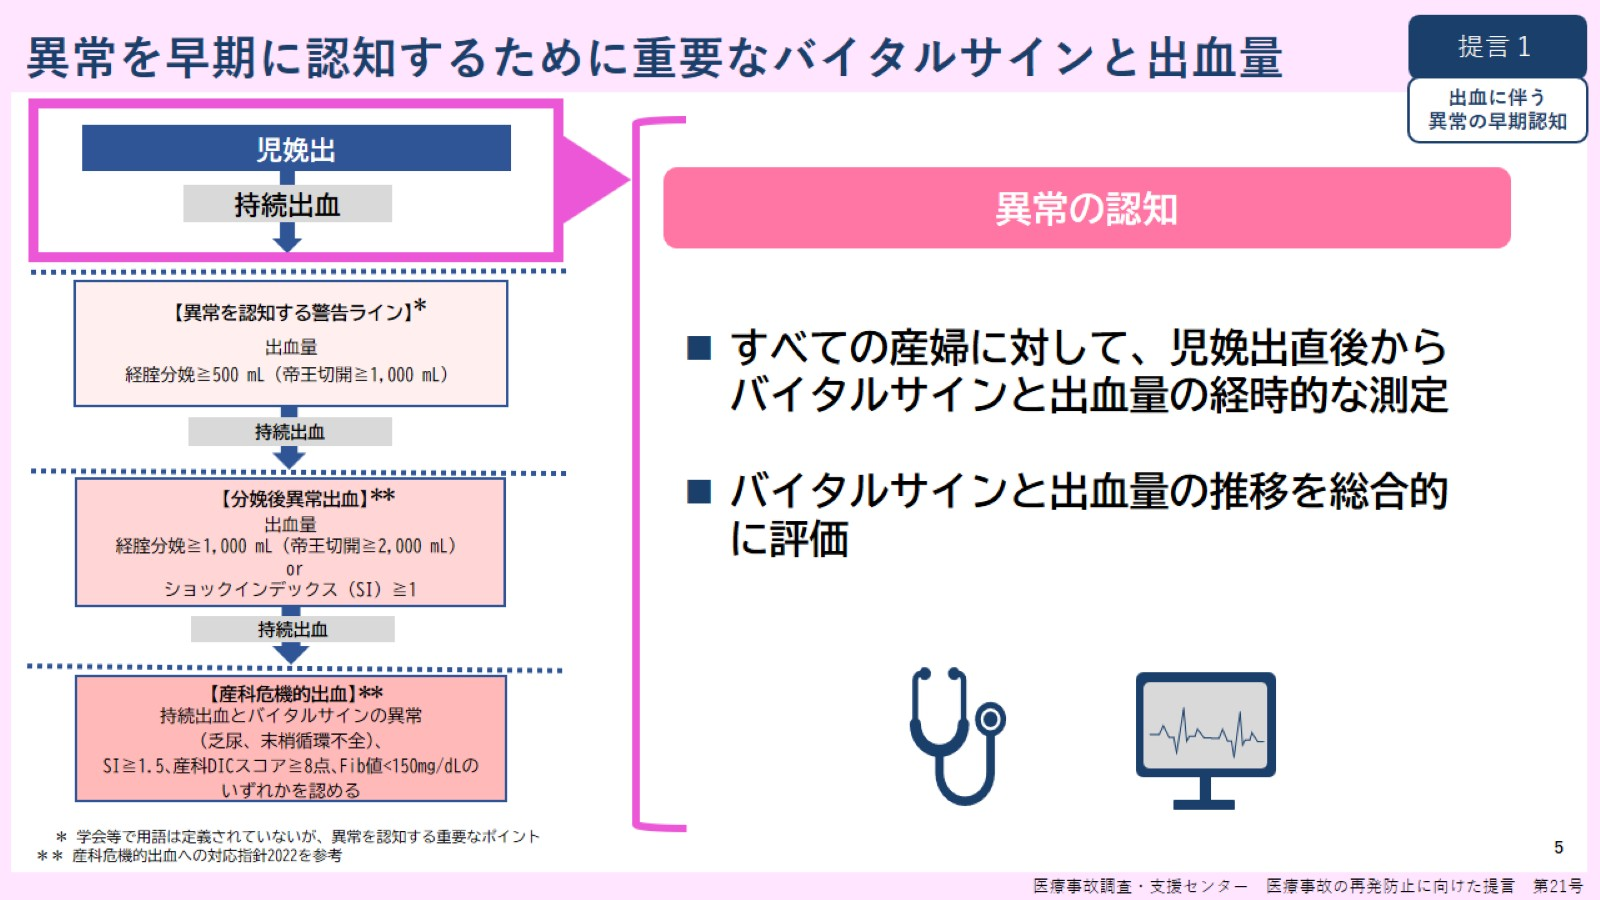 異常を早期に認知するために重要なバイタルサインと出血量
提言1
出血に伴う
異常の早期認知
児娩出
持続出血
【異常を認知する警告ライン】*
出血量
経腟分娩≧500 mL（帝王切開≧1,000 mL）
持続出血
【分娩後異常出血】**
出血量
経腟分娩≧1,000 mL（帝王切開≧2,000 mL）
or
ショックインデックス（SI）≧1
持続出血
【産科危機的出血】**
持続出血とバイタルサインの異常
（乏尿、末梢循環不全）、
SI≧1.5、産科DICスコア≧8点、Fib値<150mg/dLの
いずれかを認める
* 学会等で用語は定義されていないが、異常を認知する重要なポイント
** 産科危機的出血への対応指針2022を参考
異常の認知
■ すべての産婦に対して、児娩出直後から
バイタルサインと出血量の経時的な測定
■ バイタルサインと出血量の推移を総合的
に評価
5
医療事故調査・支援センター　医療事故の再発防止に向けた提言　第21号